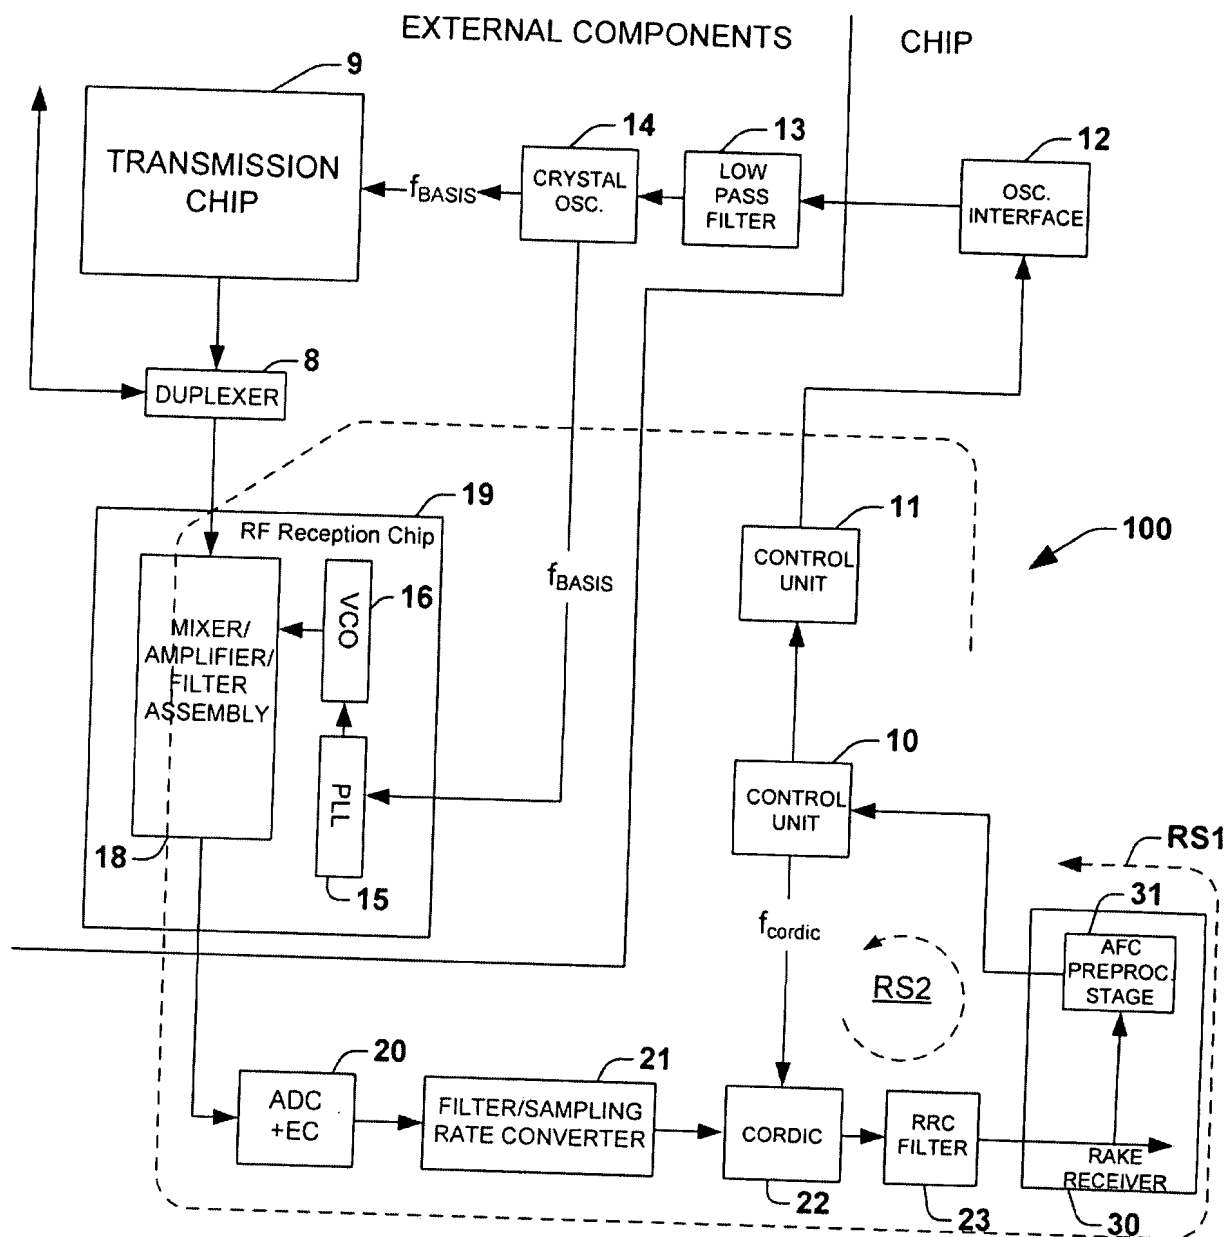 EXTERNAL COMPONENTS
CHIP
9
TRANSMISSION
CHIP
fBASIS
14
CRYSTAL
OSC.
13
LOW
PASS
FILTER
12
OSC.
INTERFACE
8
DUPLEXER
19
RF Reception Chip
MIXER/
AMPLIFIER/
FILTER
ASSEMBLY
VCO
16
PLL
15
18
fBASIS
11
CONTROL
UNIT
100
10
CONTROL
UNIT
RS1
31
AFC
PREPROC.
STAGE
fcordic
RS2
20
ADC
+EC
21
FILTER/SAMPLING
RATE CONVERTER
CORDIC
22
RRC
FILTER
23
RAKE
RECEIVER
30